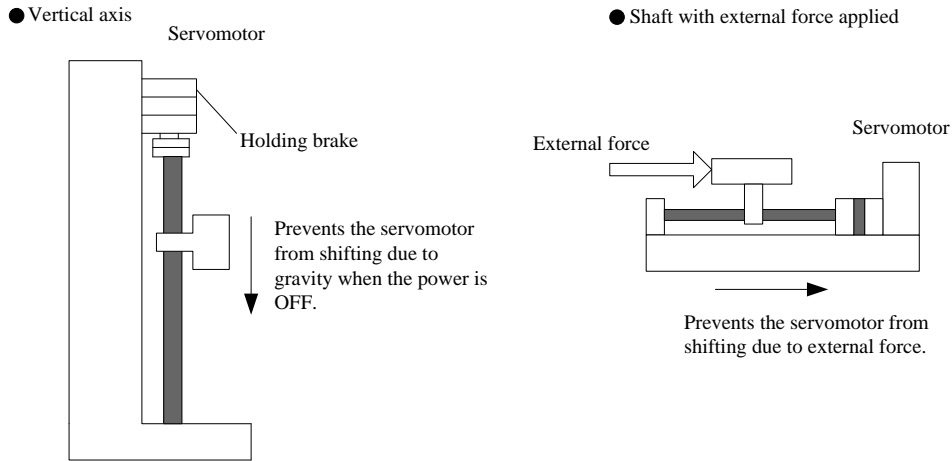 ● Vertical axis
Servomotor
Holding brake
Prevents the servomotor
from shifting due to
gravity when the power is
OFF.
● Shaft with external force applied
Servomotor
External force
Prevents the servomotor from
shifting due to external force.